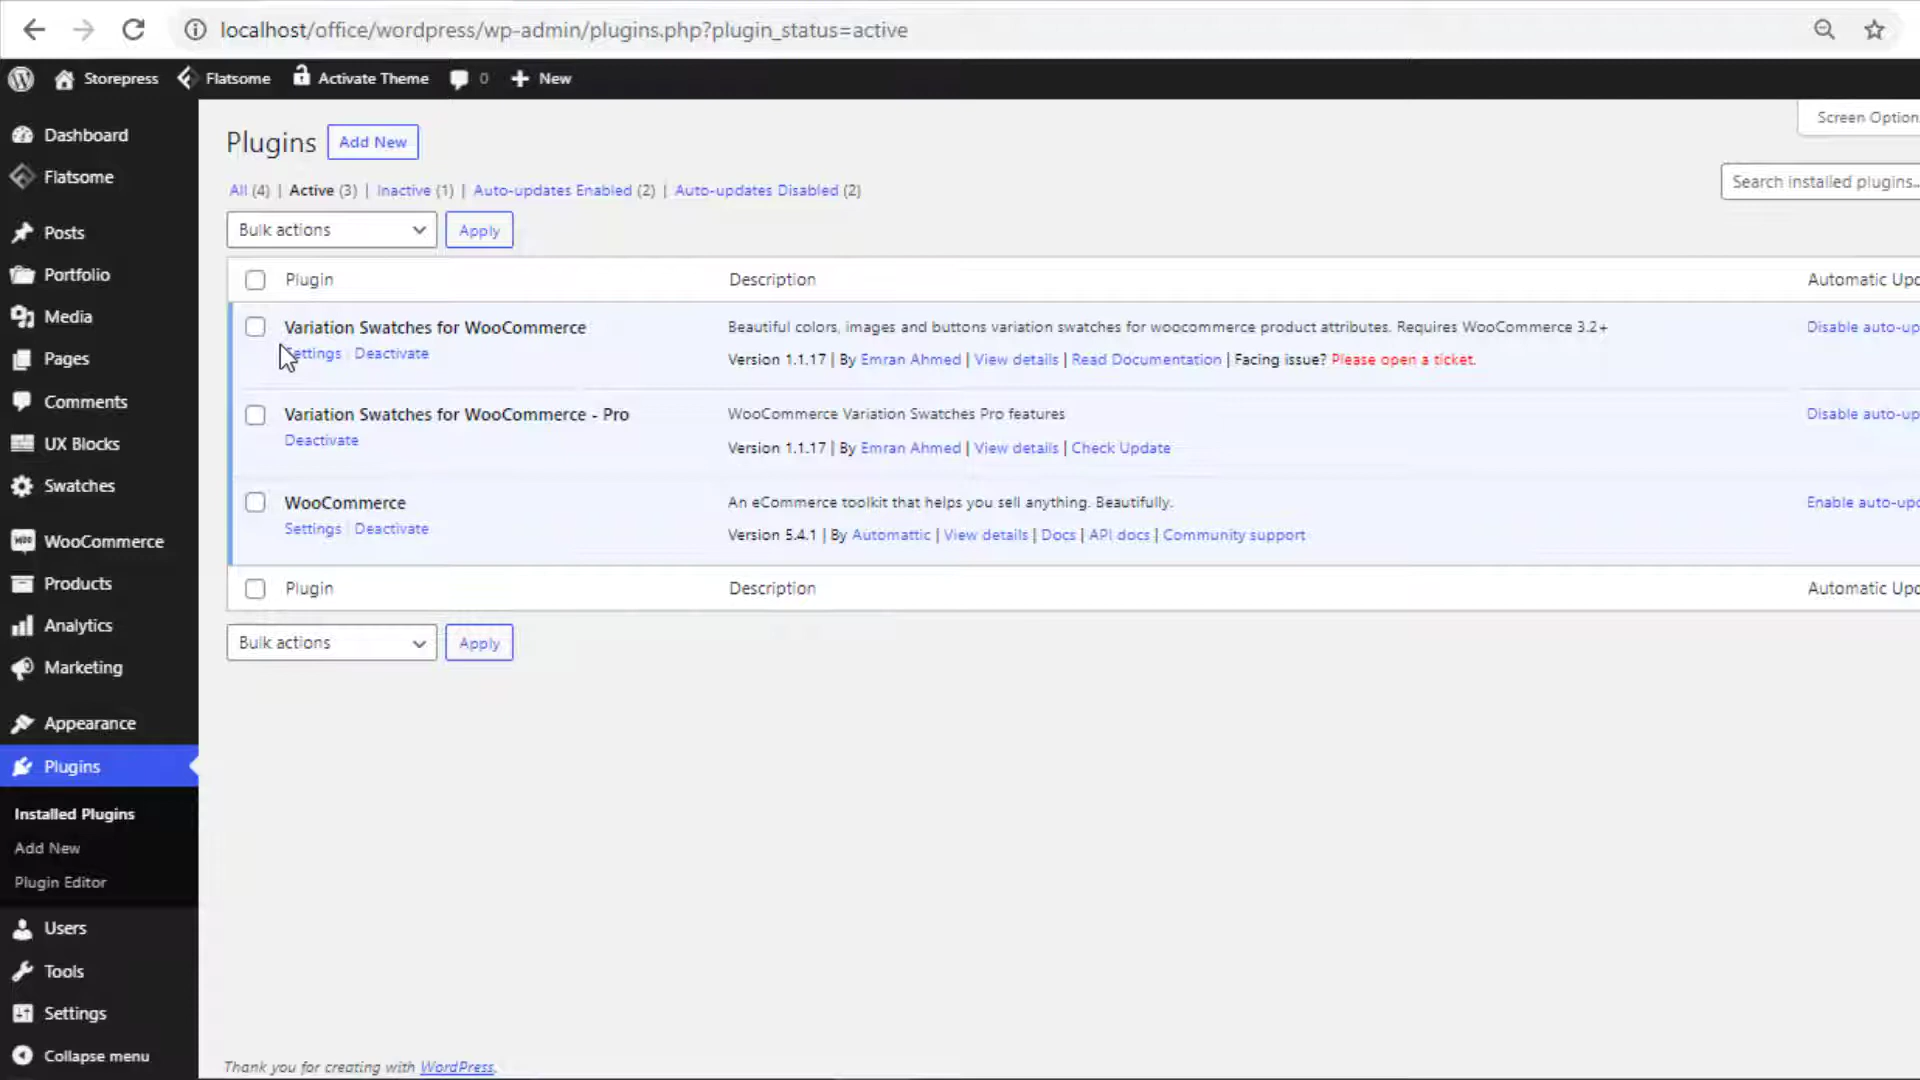 localhost/office/wordpress/wp-admin/plugins.php?plugin_status=active
Storepress Flatsome Activate Theme 0 New
Dashboard
Flatsome
Posts
Portfolio
Media
Pages
Comments
UX Blocks
Swatches
WooCommerce
Products
Analytics
Marketing
Appearance
Plugins
Installed Plugins
Add New
Plugin Editor
Users
Tools
Settings
Collapse menu
Screen Option
Plugins Add New
All (4) | Active (3) | Inactive (1) | Auto-updates Enabled (2) | Auto-updates Disabled (2)
Search installed plugins..
Bulk actions Apply
Plugin Description Automatic Upd
Variation Swatches for WooCommerce Beautiful colors, images and buttons variation swatches for woocommerce product attributes. Requires WooCommerce 3.2+ Disable auto-up
ettings | Deactivate Version 1.1.17 | By Emran Ahmed | View details | Read Documentation | Facing issue? Please open a ticket.
Variation Swatches for WooCommerce - Pro WooCommerce Variation Swatches Pro features Disable auto-up
Deactivate Version 1.1.17 | By Emran Ahmed | View details | Check Update
WooCommerce An eCommerce toolkit that helps you sell anything. Beautifully. Enable auto-upd
Settings | Deactivate Version 5.4.1 | By Automattic | View details | Docs | API docs | Community support
Plugin Description Automatic Upd
Bulk actions Apply
Thank you for creating with WordPress.